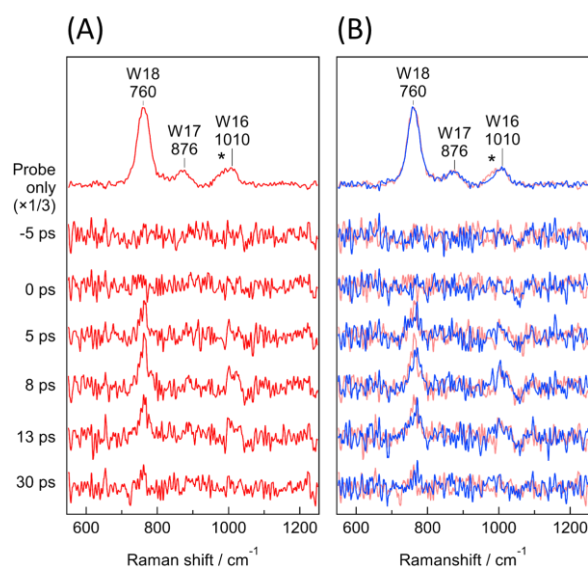 (A) (B)
W18
760
W17
876
W16
* 1010
W18
760
W17
876
W16
* 1010
Probe
only
(×1/3)
-5 ps
0 ps
5 ps
8 ps
13 ps
30 ps
600 800 1000 1200
600 800 1000 1200
Raman shift / cm-1
Ramanshift / cm-1